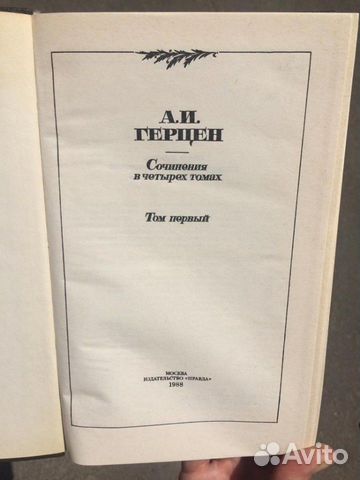 А.И.
ГЕРЦЕН
Сочинения
в четырех томах
Том первый
МОСКВА
ИЗДАТЕЛЬСТВО «ПРАВДА»
1988
Avito